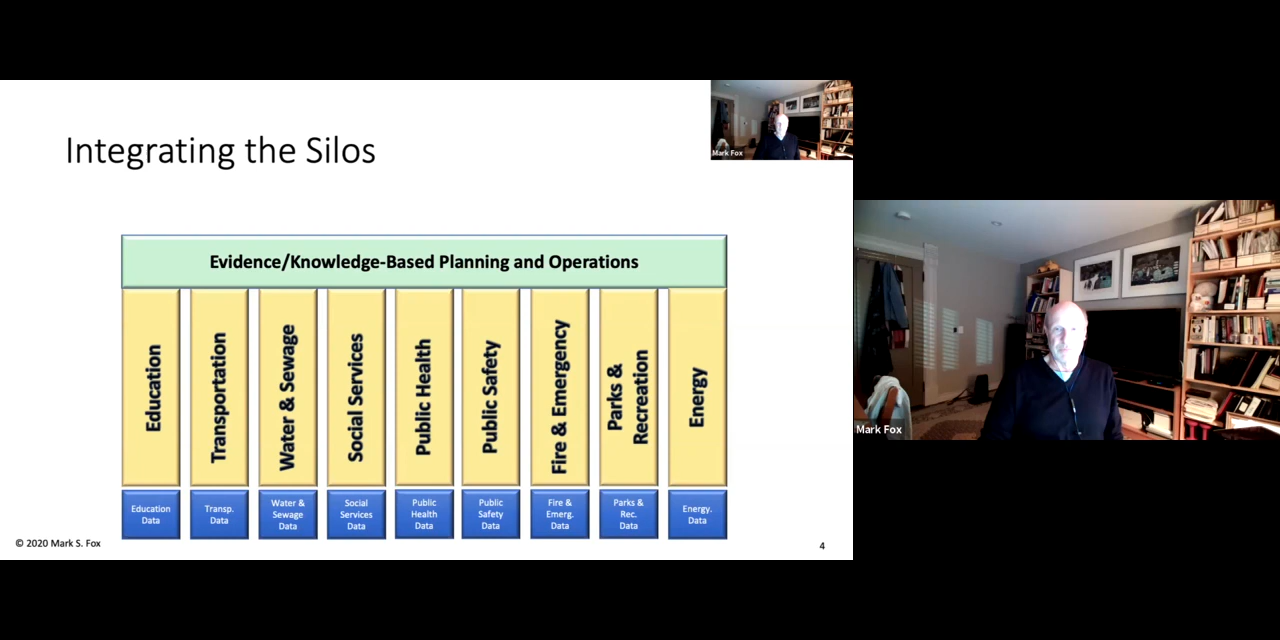 Integrating the Silos
Mark Fox
Evidence/Knowledge-Based Planning and Operations
Education
Transportation
Water & Sewage
Social Services
Public Health
Public Safety
Fire & Emergency
Parks &
Recreation
Energy
Education
Data
Transp.
Data
Water &
Sewage
Data
Social
Services
Data
Public
Health
Data
Public
Safety
Data
Fire &
Emerg.
Data
Parks &
Rec.
Data
Energy.
Data
© 2020 Mark S. Fox
4
Mark Fox